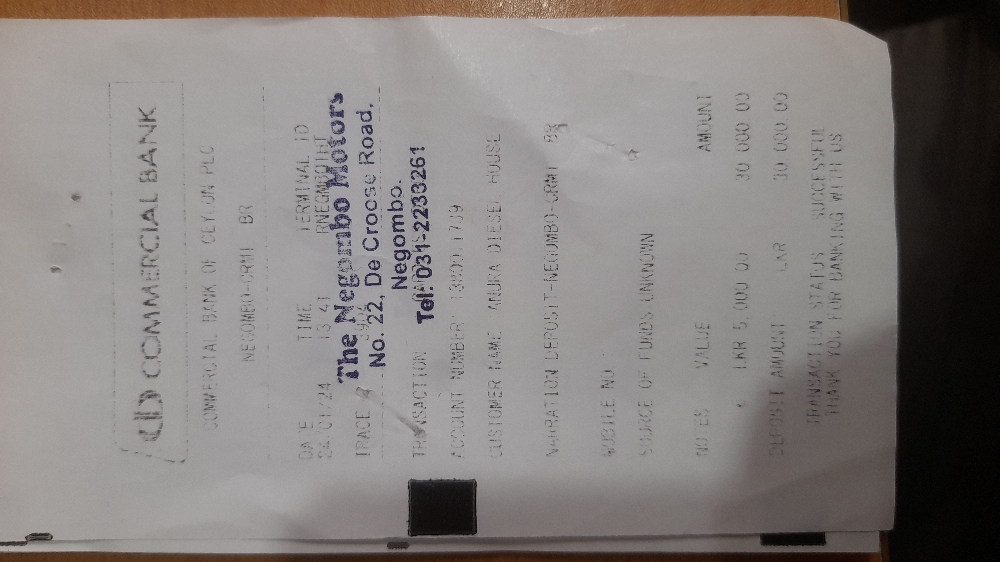 COMMERCIAL BANK
COMMERCIAL BANK OF CEYLON PLC
NEGOMBO-CRM1 BR
DATE TIME TERMINAL ID
24/01/24 13 41
The Negombo Motors
TRACE
No. 22, De Croose Road,
Negombo.
TRANSACTION
Tel: 031-2233261
ACCOUNT NUMBER
CUSTOMER NAME ANURA DIESEL HOUSE
NARRATION DEPOSIT-NEGOMBO-CRM1 BR
MOBILE NO
SOURCE OF FUNDS UNKNOWN
NOTES VALUE AMOUNT
LKR 5,000 00 30 000 00
DEPOSIT AMOUNT LKR 30 000 00
TRANSACTION STATUS SUCCESSFUL
THANK YOU FOR BANKING WITH US